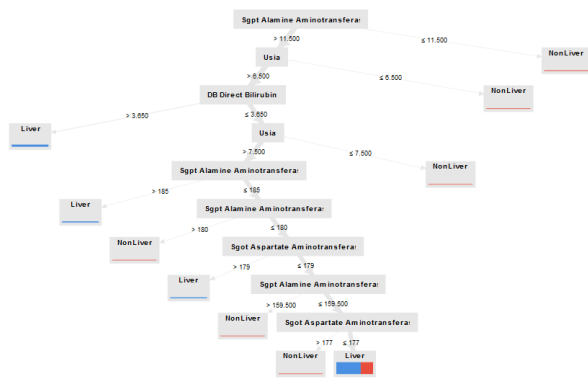 Sgpt Alamine Aminotransferas
> 11.500
≤ 11.500
Usia
NonLiver
> 6.500
≤ 6.500
DB Direct Bilirubin
NonLiver
> 3.650
≤ 3.650
Liver
Usia
> 7.500
≤ 7.500
Sgpt Alamine Aminotransferas
NonLiver
> 185
≤ 185
Liver
Sgpt Alamine Aminotransferas
> 180
≤ 180
NonLiver
Sgot Aspartate Aminotransferas
> 179
≤ 179
Liver
Sgpt Alamine Aminotransferas
> 159.500
≤ 159.500
NonLiver
Sgot Aspartate Aminotransferas
> 177
≤ 177
NonLiver
Liver